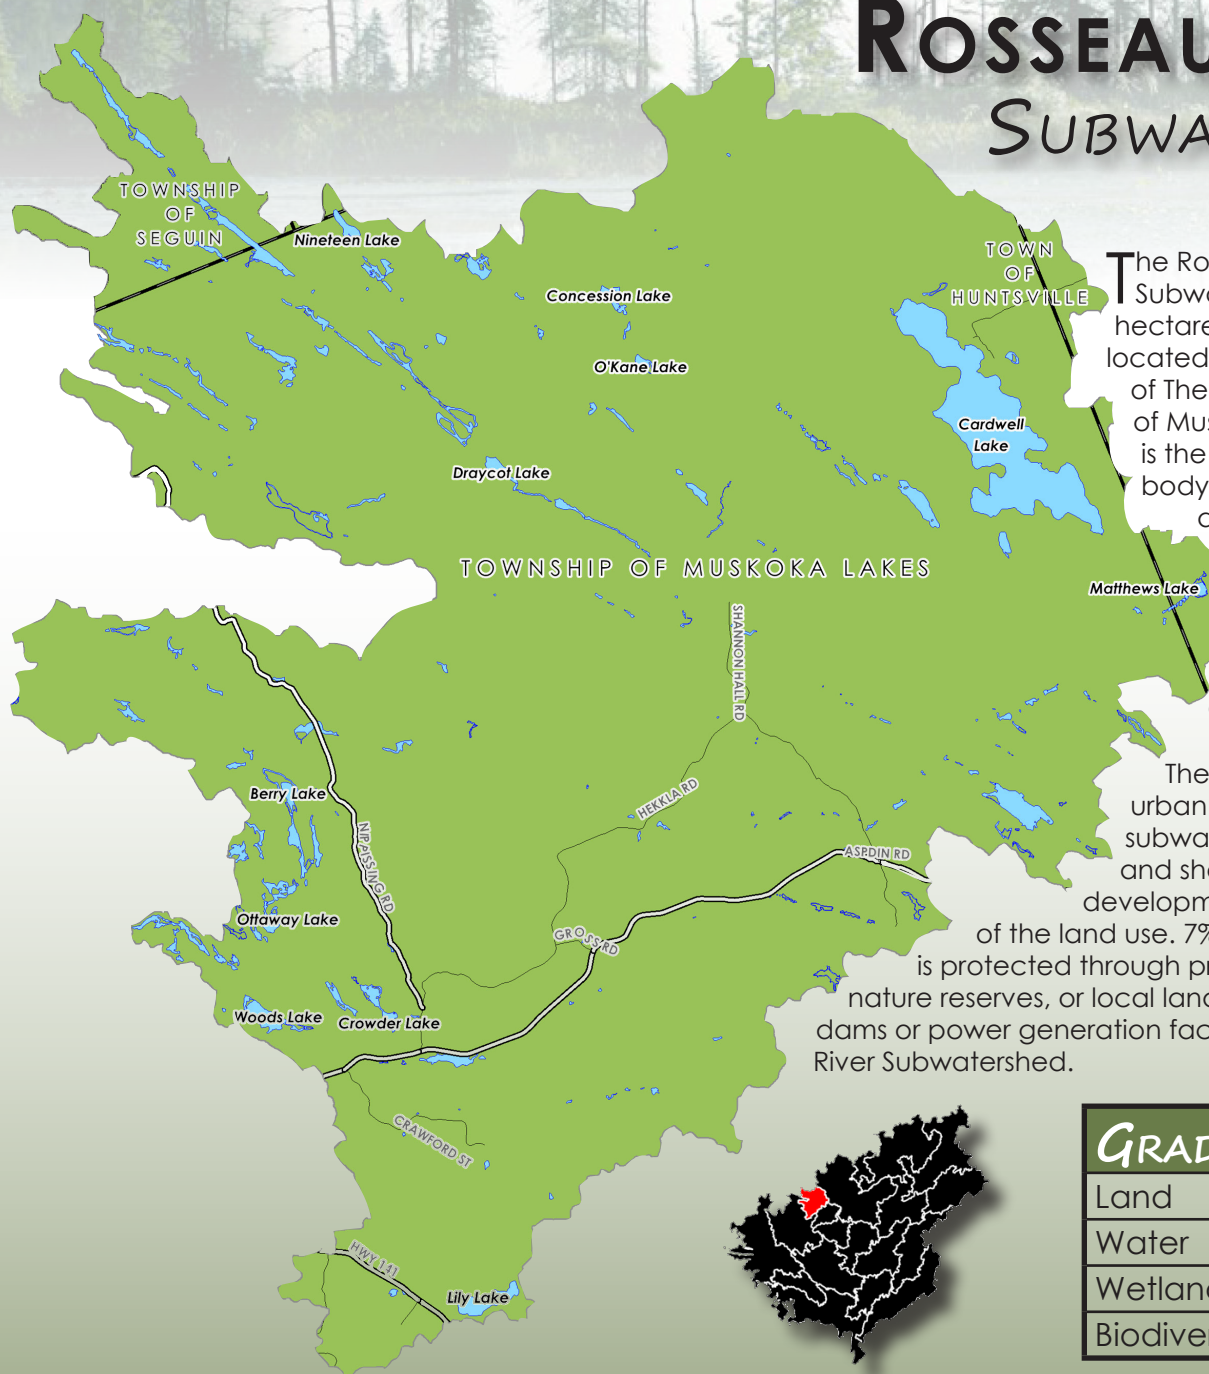 ROSSEAU
SUBWA
TOWNSHIP
OF
SEGUIN
Nineteen Lake
Concession Lake
O'Kane Lake
TOWN
OF
HUNTSVILLE
Cardwell
Lake
Draycot Lake
TOWNSHIP OF MUSKOKA LAKES
Matthews Lake
SHANNON HALL RD
HEKKLA RD
ASPDIN RD
NIPISSING RD
GROSS RD
Berry Lake
Ottaway Lake
Woods Lake
Crowder Lake
CRAWFORD ST
HWY 141
Lily Lake
The Ro
Subw
hectare
located
of The
of Mus
is the
body
The
urban
subwa
and sh
developm
of the land use. 7%
is protected through pr
nature reserves, or local lan
dams or power generation fac
River Subwatershed.
GRAD
Land
Water
Wetlan
Biodive